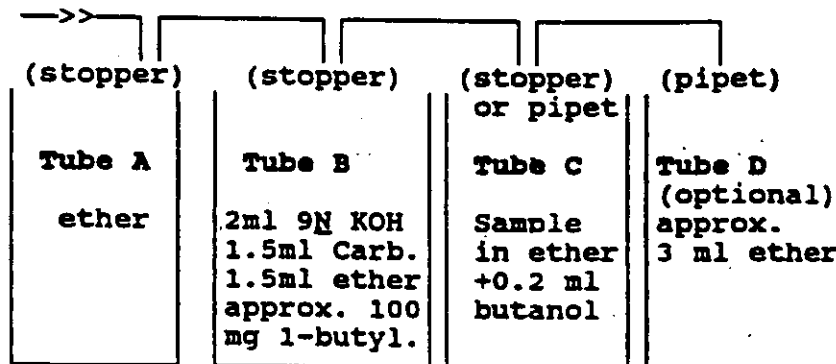 (stopper) (stopper) (stopper) (pipet)
or pipet
Tube A
ether
Tube B
2ml 9N KOH
1.5ml Carb.
1.5ml ether
approx. 100
mg 1-butyl.
Tube C
Sample
in ether
+0.2 ml
butanol
Tube D
(optional)
approx.
3 ml ether